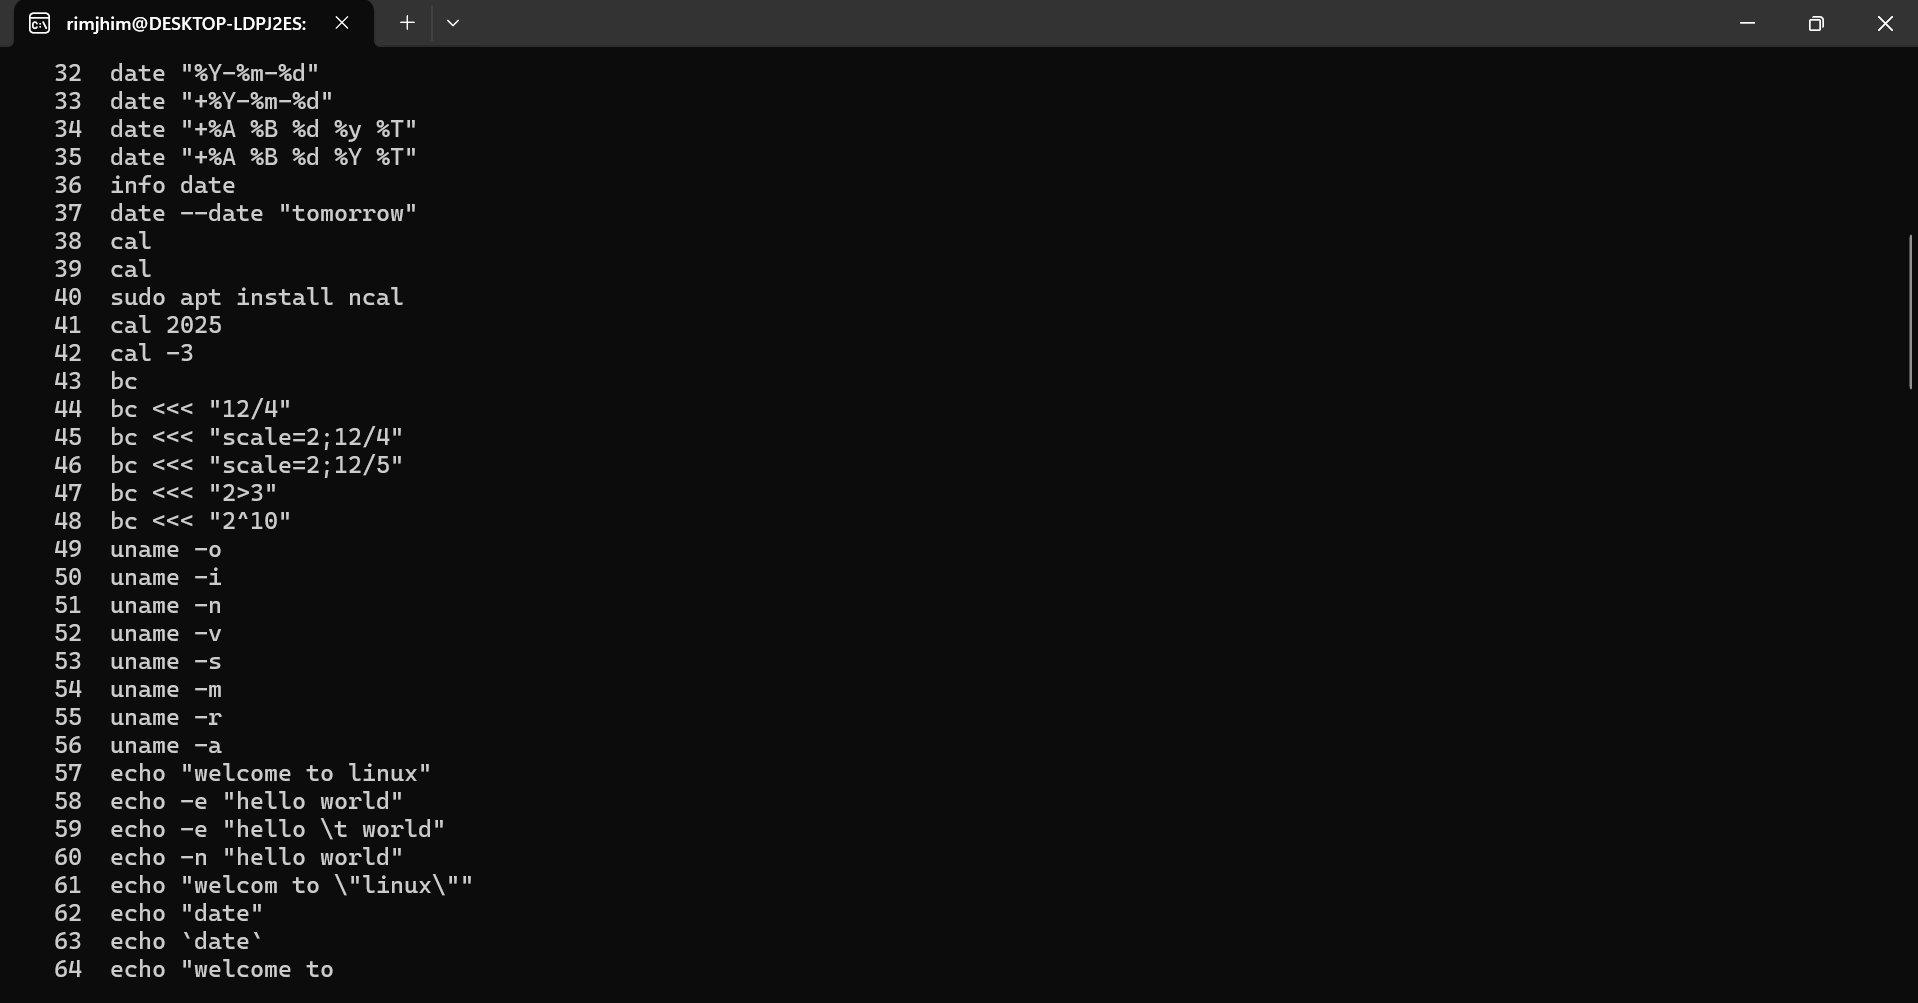 rimjhim@DESKTOP-LDPJ2ES:
32 date "%Y-%m-%d"
33 date "+%Y-%m-%d"
34 date "+%A %B %d %y %T"
35 date "+%A %B %d %Y %T"
36 info date
37 date --date "tomorrow"
38 cal
39 cal
40 sudo apt install ncal
41 cal 2025
42 cal -3
43 bc
44 bc <<< "12/4"
45 bc <<< "scale=2;12/4"
46 bc <<< "scale=2;12/5"
47 bc <<< "2>3"
48 bc <<< "2^10"
49 uname -o
50 uname -i
51 uname -n
52 uname -v
53 uname -s
54 uname -m
55 uname -r
56 uname -a
57 echo "welcome to linux"
58 echo -e "hello world"
59 echo -e "hello \t world"
60 echo -n "hello world"
61 echo "welcom to \"linux\""
62 echo "date"
63 echo `date`
64 echo "welcome to